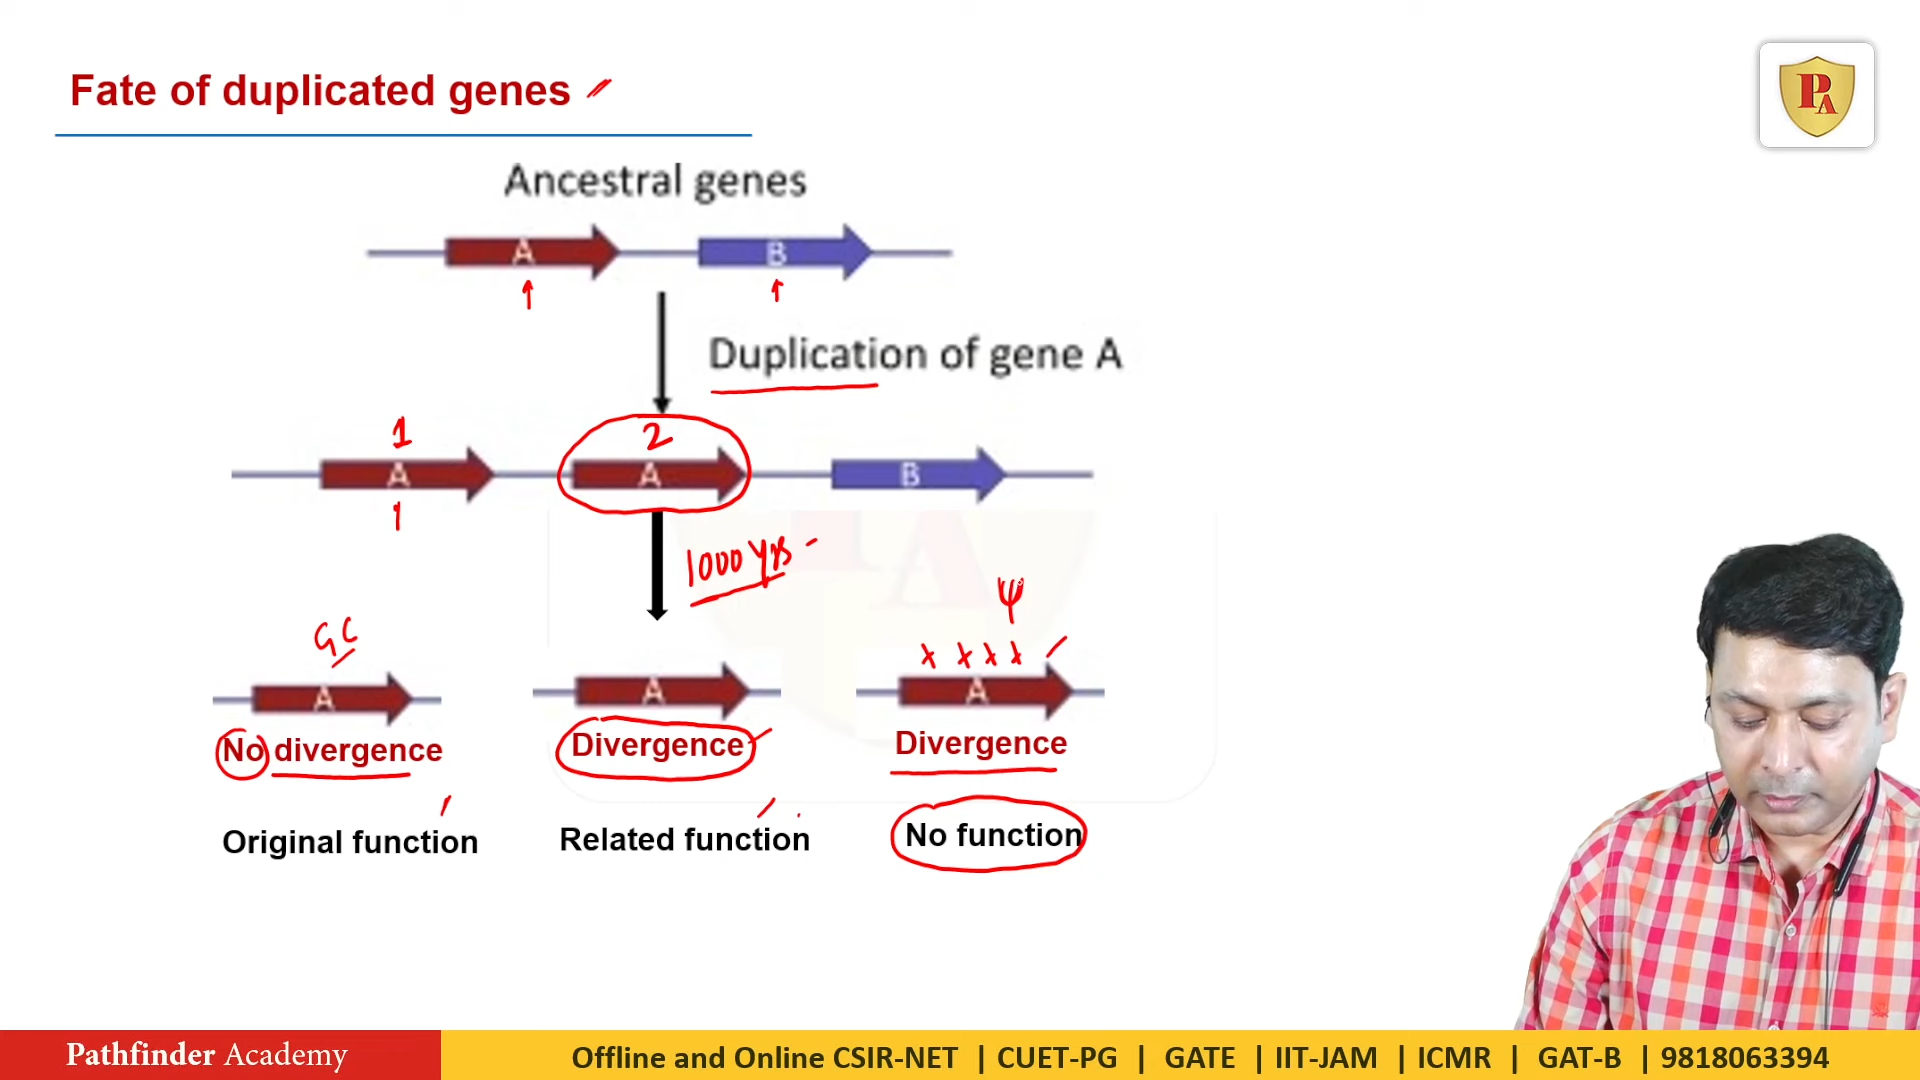 Fate of duplicated genes
PA
Ancestral genes
A B
Duplication of gene A
1 2
A A B
1
1000 yrs
ψ
GC x x x x
A A A
No divergence Divergence Divergence
Original function Related function No function
Pathfinder Academy Offline and Online CSIR-NET | CUET-PG | GATE | IIT-JAM | ICMR | GAT-B | 9818063394